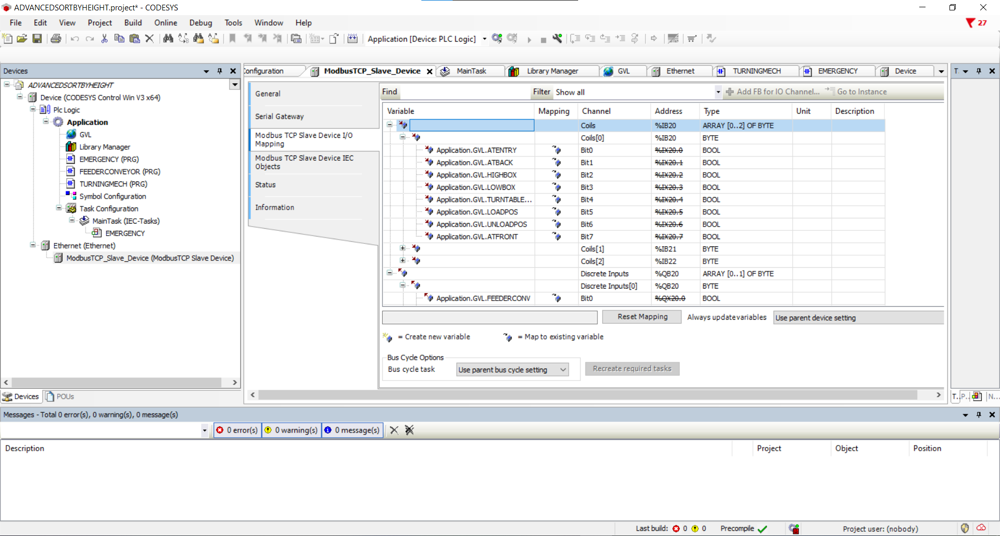 ADVANCEDSORTBYHEIGHT.project* - CODESYS
File Edit View Project Build Online Debug Tools Window Help
27
Application [Device: PLC Logic]
Devices
ADVANCEDSORTBYHEIGHT
Device (CODESYS Control Win V3 x64)
Plc Logic
Application
GVL
Library Manager
EMERGENCY (PRG)
FEEDERCONVEYOR (PRG)
TURNINGMECH (PRG)
Symbol Configuration
Task Configuration
MainTask (IEC-Tasks)
EMERGENCY
Ethernet (Ethernet)
ModbusTCP_Slave_Device (ModbusTCP Slave Device)
Devices POUs
onfiguration ModbusTCP_Slave_Device MainTask Library Manager GVL Ethernet TURNINGMECH EMERGENCY Device
General
Serial Gateway
Modbus TCP Slave Device I/O
Mapping
Modbus TCP Slave Device IEC
Objects
Status
Information
Find Filter Show all Add FB for IO Channel... Go to Instance
Variable Mapping Channel Address Type Unit Description
Coils %IB20 ARRAY [0..2] OF BYTE
Coils[0] %IB20 BYTE
Application.GVL.ATENTRY Bit0 %IX20.0 BOOL
Application.GVL.ATBACK Bit1 %IX20.1 BOOL
Application.GVL.HIGHBOX Bit2 %IX20.2 BOOL
Application.GVL.LOWBOX Bit3 %IX20.3 BOOL
Application.GVL.TURNTABLE... Bit4 %IX20.4 BOOL
Application.GVL.LOADPOS Bit5 %IX20.5 BOOL
Application.GVL.UNLOADPOS Bit6 %IX20.6 BOOL
Application.GVL.ATFRONT Bit7 %IX20.7 BOOL
Coils[1] %IB21 BYTE
Coils[2] %IB22 BYTE
Discrete Inputs %QB20 ARRAY [0..1] OF BYTE
Discrete Inputs[0] %QB20 BYTE
Application.GVL.FEEDERCONV Bit0 %QX20.0 BOOL
Reset Mapping Always update variables Use parent device setting
= Create new variable = Map to existing variable
Bus Cycle Options
Bus cycle task Use parent bus cycle setting Recreate required tasks
T.
T.. P.. N...
Messages - Total 0 error(s), 0 warning(s), 0 message(s)
0 error(s) 0 warning(s) 0 message(s)
Description Project Object Position
Last build: 0 0 Precompile Project user: (nobody)